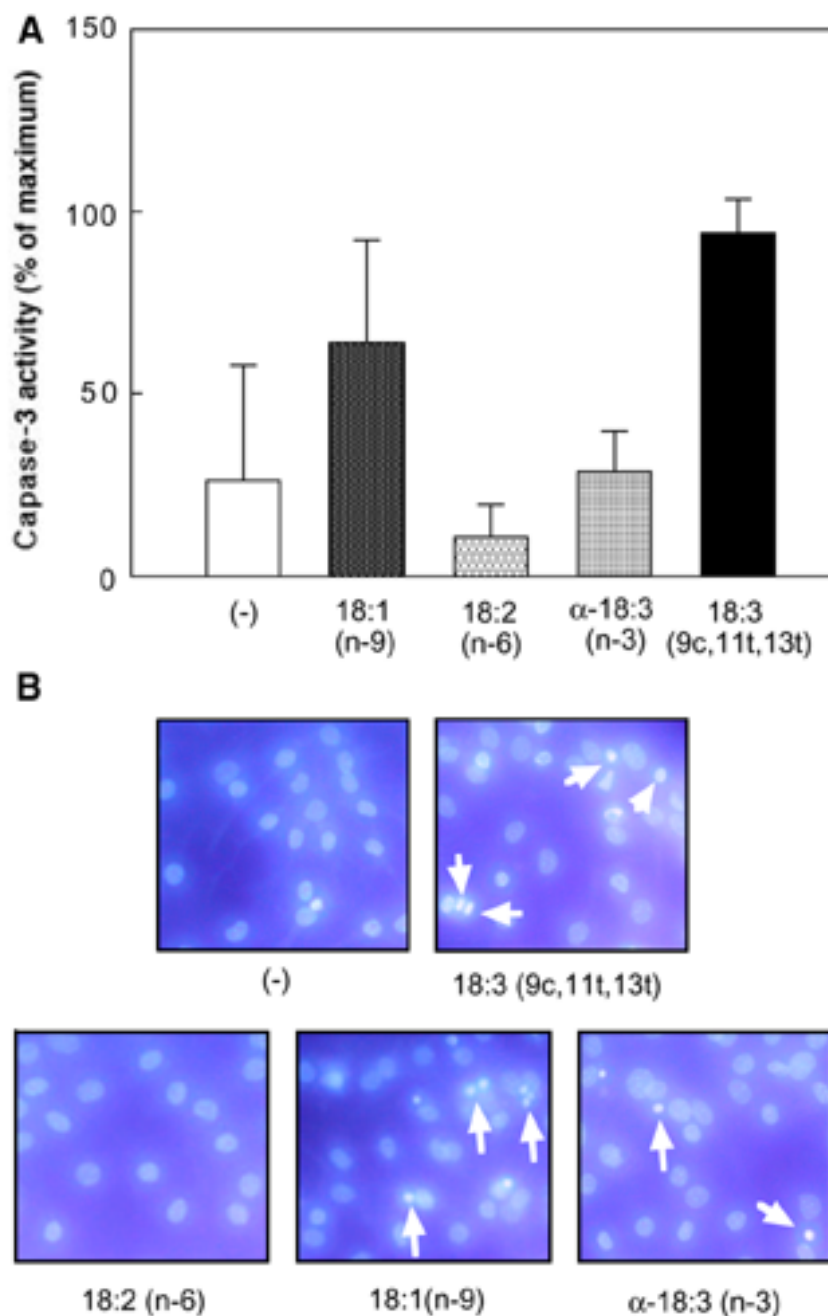 A
Capase-3 activity (% of maximum)
150
100
50
0
(-)
18:1
(n-9)
18:2
(n-6)
α-18:3
(n-3)
18:3
(9c,11t,13t)
B
(-)
18:3 (9c,11t,13t)
18:2 (n-6)
18:1(n-9)
α-18:3 (n-3)